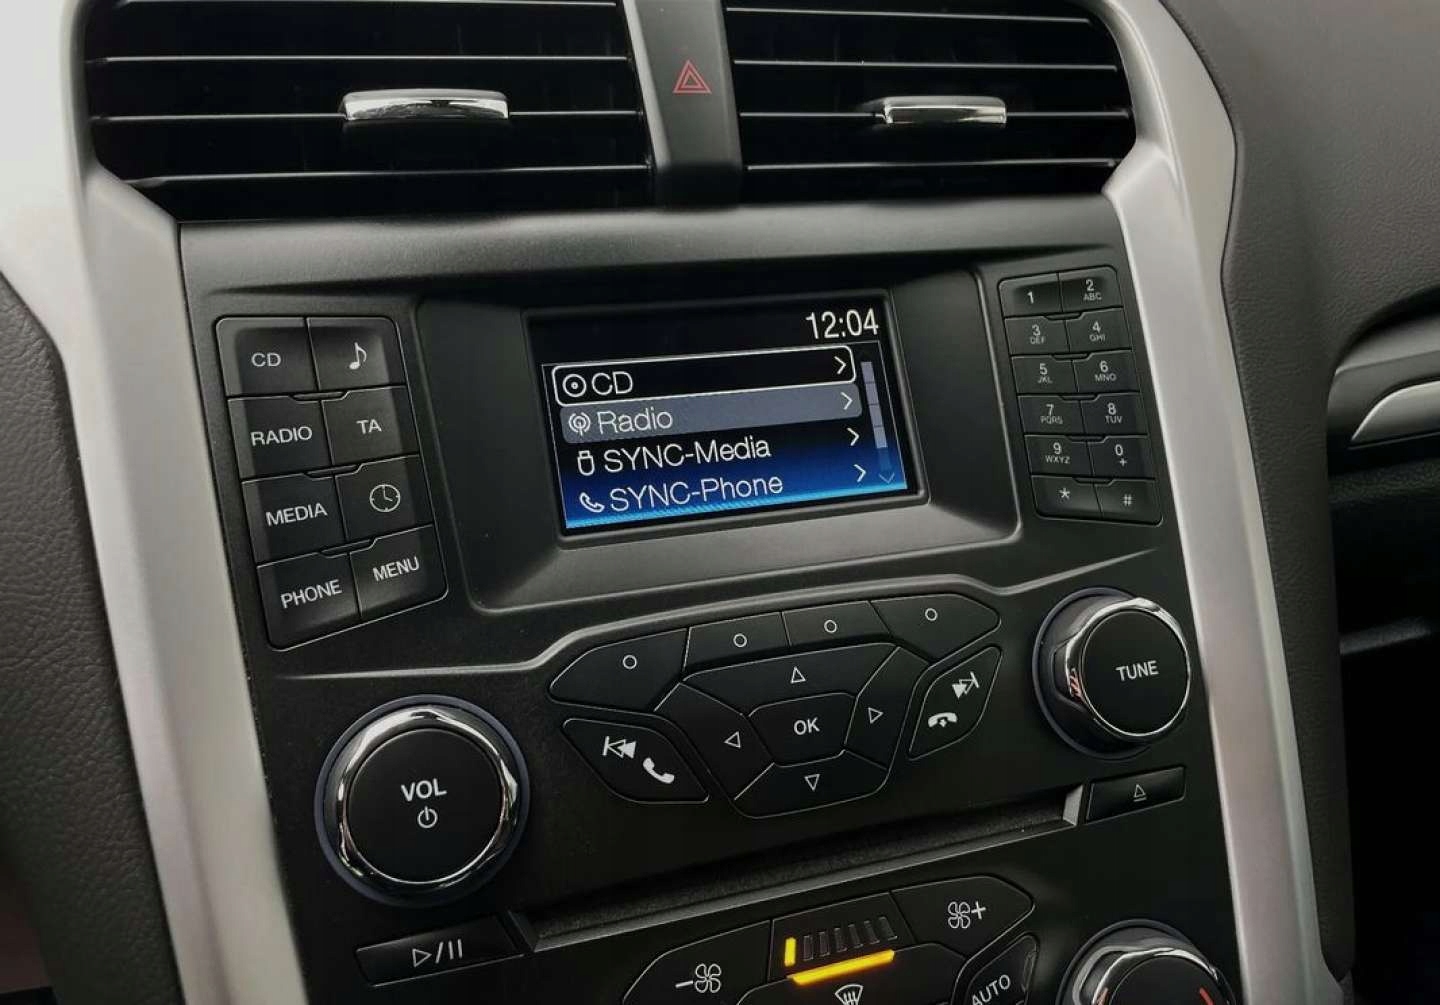 12:04
CD
Radio
SYNC-Media
SYNC-Phone
CD
RADIO TA
MEDIA
PHONE MENU
1 2 ABC
3 DEF 4 GHI
5 JKL 6 MNO
7 PQRS 8 TUV
9 WXYZ 0 +
* #
OK
TUNE
VOL
AUTO